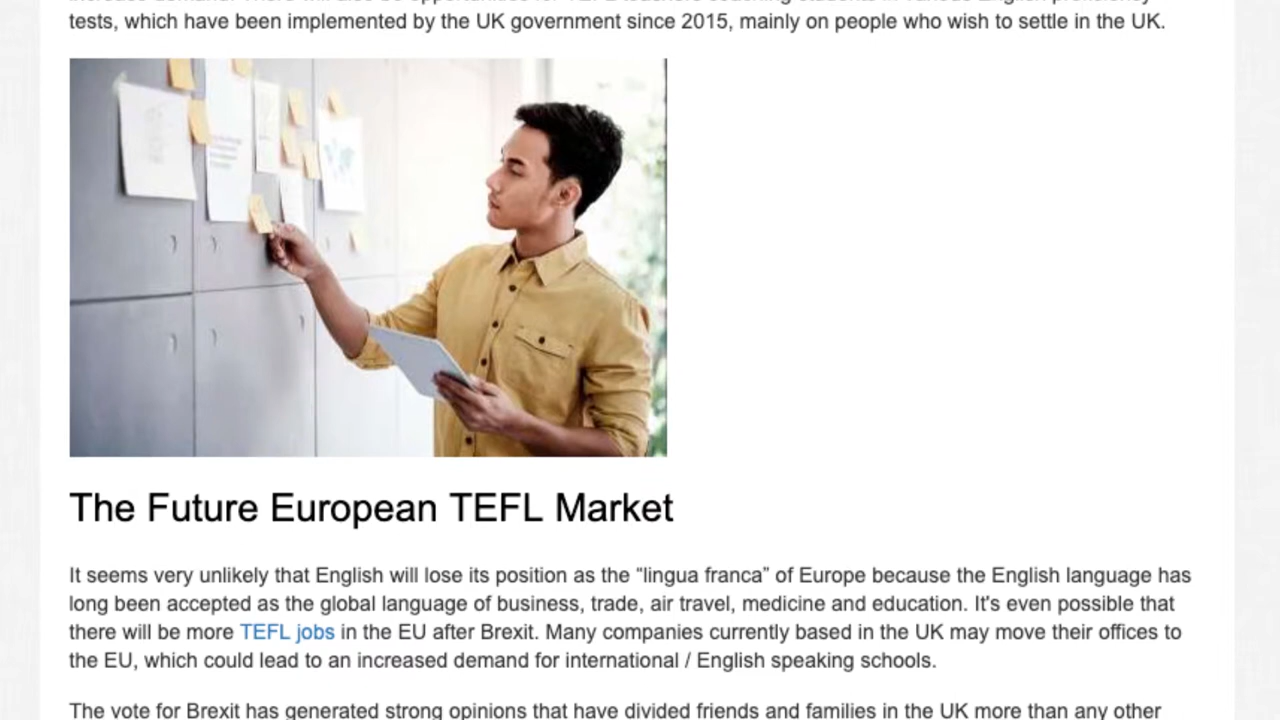 tests, which have been implemented by the UK government since 2015, mainly on people who wish to settle in the UK.
The Future European TEFL Market
It seems very unlikely that English will lose its position as the “lingua franca” of Europe because the English language has
long been accepted as the global language of business, trade, air travel, medicine and education. It's even possible that
there will be more TEFL jobs in the EU after Brexit. Many companies currently based in the UK may move their offices to
the EU, which could lead to an increased demand for international / English speaking schools.
The vote for Brexit has generated strong opinions that have divided friends and families in the UK more than any other